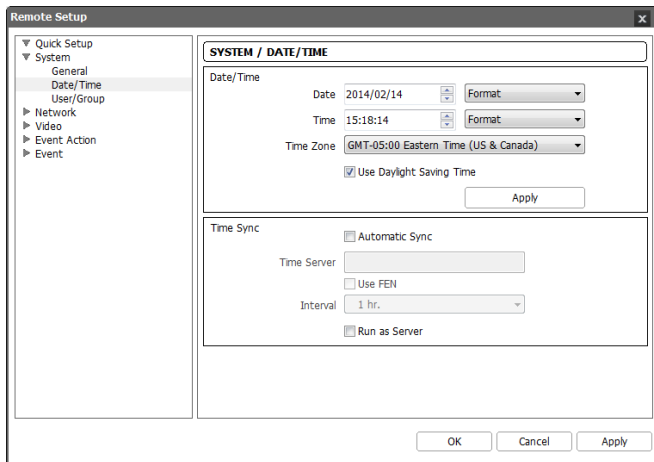 Remote Setup
x
Quick Setup
System
General
Date/Time
User/Group
Network
Video
Event Action
Event
SYSTEM / DATE/TIME
Date/Time
Date 2014/02/14 Format
Time 15:18:14 Format
Time Zone GMT-05:00 Eastern Time (US & Canada)
Use Daylight Saving Time
Apply
Time Sync
Automatic Sync
Time Server
Use FEN
Interval 1 hr.
Run as Server
OK Cancel Apply